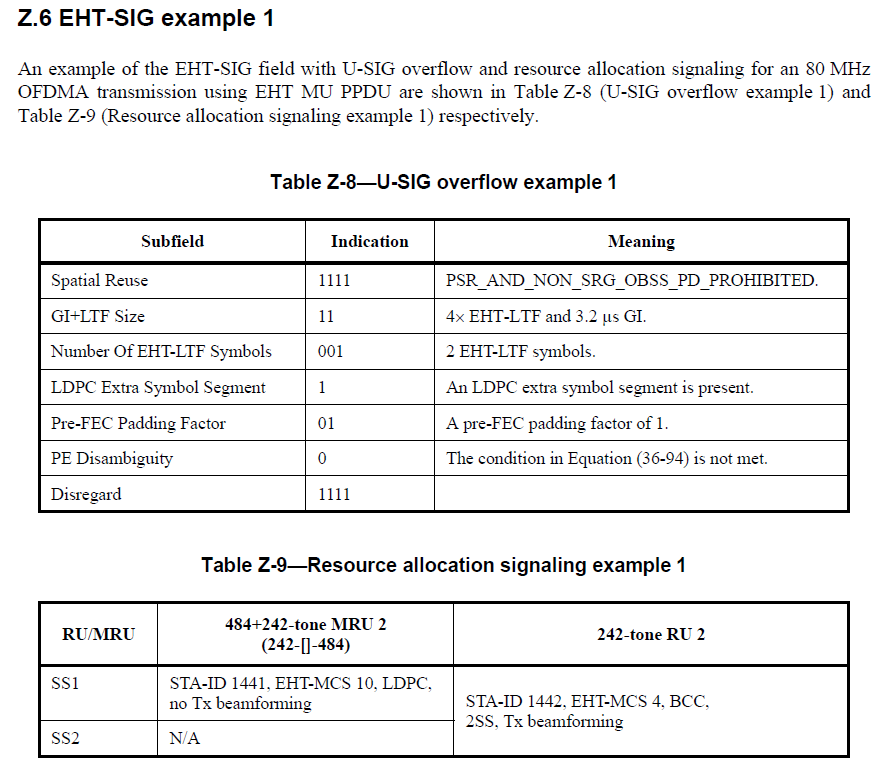 Z.6 EHT-SIG example 1
An example of the EHT-SIG field with U-SIG overflow and resource allocation signaling for an 80 MHz
OFDMA transmission using EHT MU PPDU are shown in Table Z-8 (U-SIG overflow example 1) and
Table Z-9 (Resource allocation signaling example 1) respectively.
Table Z-8—U-SIG overflow example 1
Subfield Indication Meaning
Spatial Reuse 1111 PSR_AND_NON_SRG_OBSS_PD_PROHIBITED.
GI+LTF Size 11 4× EHT-LTF and 3.2 µs GI.
Number Of EHT-LTF Symbols 001 2 EHT-LTF symbols.
LDPC Extra Symbol Segment 1 An LDPC extra symbol segment is present.
Pre-FEC Padding Factor 01 A pre-FEC padding factor of 1.
PE Disambiguity 0 The condition in Equation (36-94) is not met.
Disregard 1111
Table Z-9—Resource allocation signaling example 1
RU/MRU 484+242-tone MRU 2 242-tone RU 2
(242-[]-484)
SS1 STA-ID 1441, EHT-MCS 10, LDPC,
no Tx beamforming
STA-ID 1442, EHT-MCS 4, BCC,
2SS, Tx beamforming
SS2 N/A